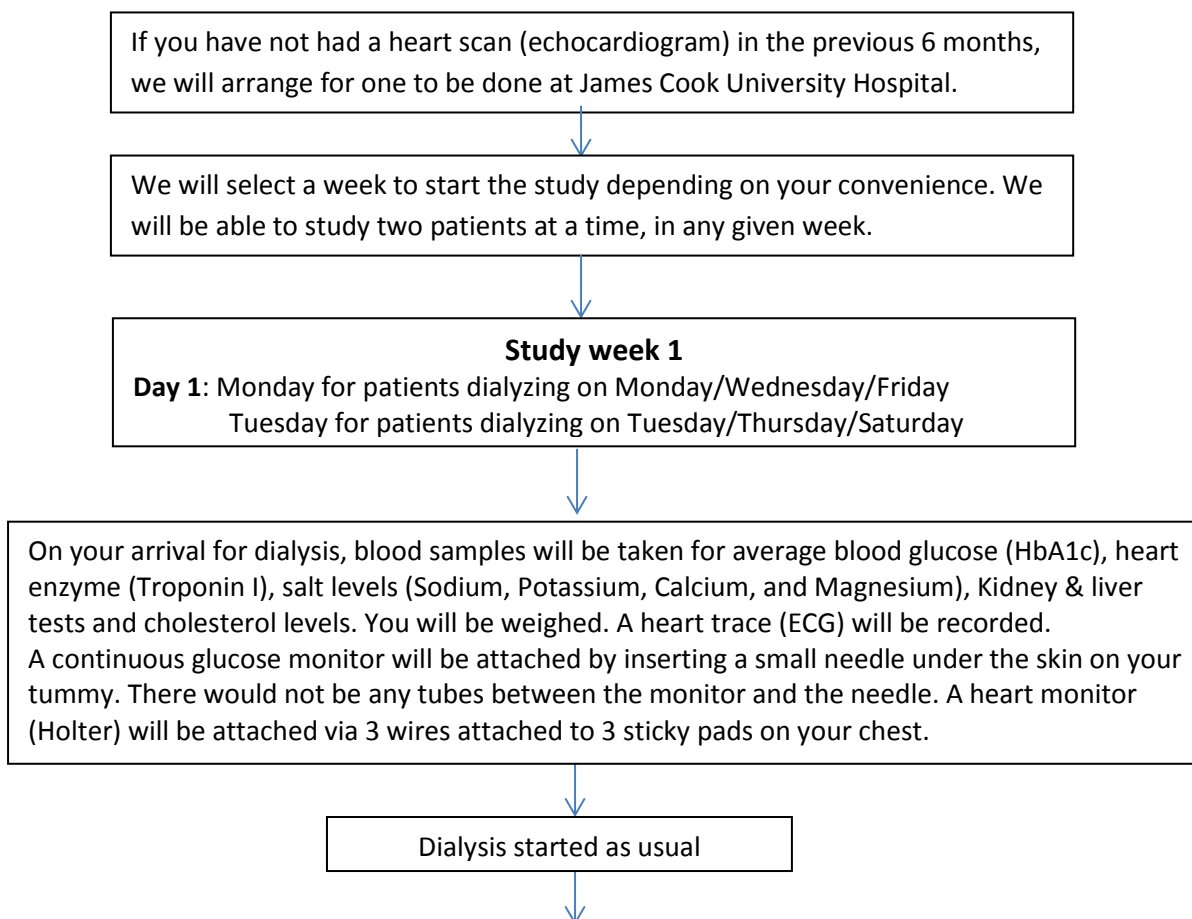 If you have not had a heart scan (echocardiogram) in the previous 6 months,
we will arrange for one to be done at James Cook University Hospital.
We will select a week to start the study depending on your convenience. We
will be able to study two patients at a time, in any given week.
Study week 1
Day 1: Monday for patients dialyzing on Monday/Wednesday/Friday
Tuesday for patients dialyzing on Tuesday/Thursday/Saturday
On your arrival for dialysis, blood samples will be taken for average blood glucose (HbA1c), heart
enzyme (Troponin I), salt levels (Sodium, Potassium, Calcium, and Magnesium), Kidney & liver
tests and cholesterol levels. You will be weighed. A heart trace (ECG) will be recorded.
A continuous glucose monitor will be attached by inserting a small needle under the skin on your
tummy. There would not be any tubes between the monitor and the needle. A heart monitor
(Holter) will be attached via 3 wires attached to 3 sticky pads on your chest.
Dialysis started as usual